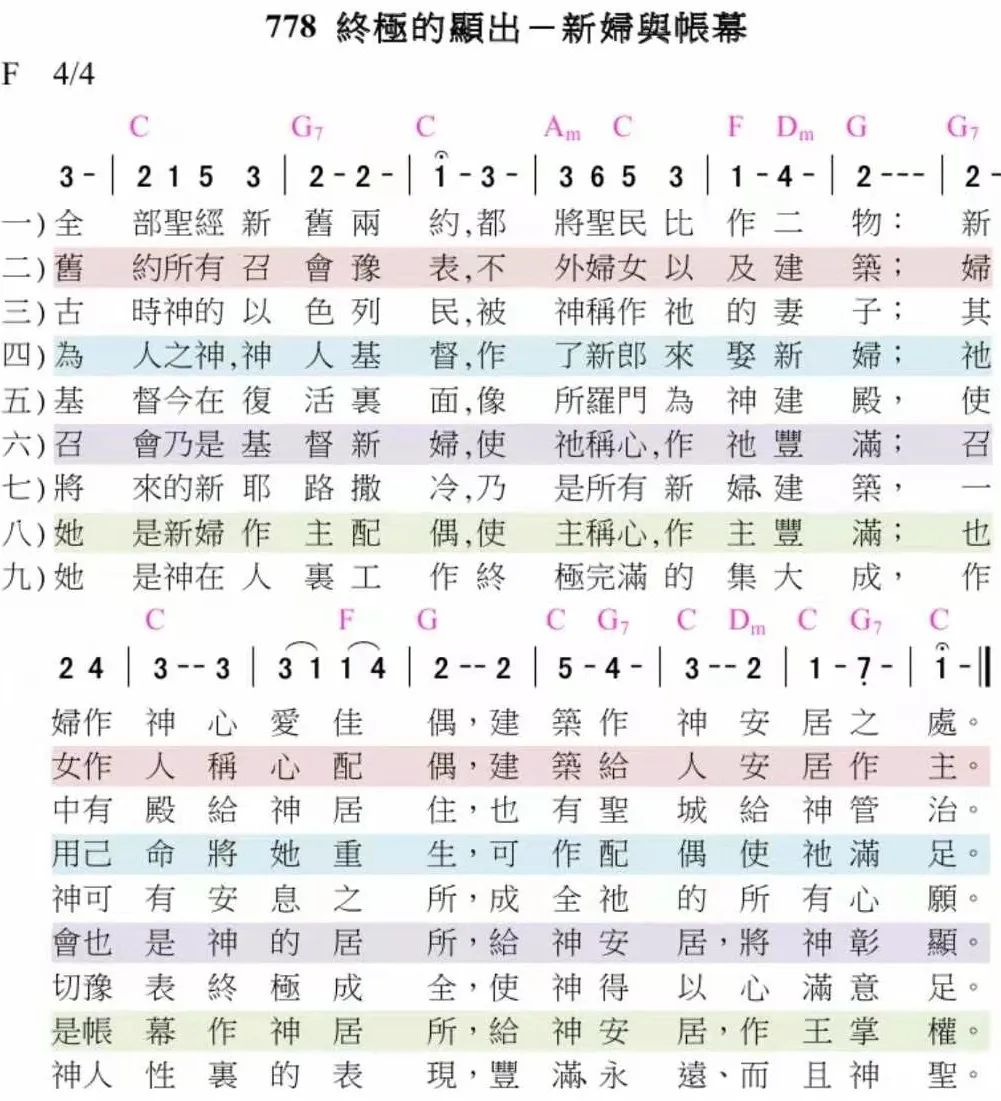 778 終極的顯出－新婦與帳幕
F 4/4
C G7 C Am C F Dm G G7
3 - | 2 1 5 3 | 2 - 2 - | 1 - 3 - | 3 6 5 3 | 1 - 4 - | 2 - - - | 2 -
一)全 部聖經新 舊兩 約,都 將聖民比 作二 物： 新
二)舊 約所有召 會豫 表,不 外婦女以 及建 築； 婦
三)古 時神的以 色列 民,被 神稱作祂 的妻 子； 其
四)為 人之神,神 人基 督,作 了新郎來 娶新 婦； 祂
五)基 督今在復 活裏 面,像 所羅門為 神建 殿， 使
六)召 會乃是基 督新 婦,使 祂稱心,作 祂豐 滿； 召
七)將 來的新耶 路撒 冷,乃 是所有新 婦、建 築， 一
八)她 是新婦作 主配 偶,使 主稱心,作 主豐 滿； 也
九)她 是神在人 裏工 作終 極完滿的 集大 成， 作
C F G C G7 C Dm C G7 C
2 4 | 3 - - 3 | 3 1 1 4 | 2 - - 2 | 5 - 4 - | 3 - - 2 | 1 - 7 - | 1 - ‖
婦作 神心愛佳 偶，建 築作 神安居之 處。
女作 人稱心配 偶，建 築給 人安居作 主。
中有 殿給神居 住，也 有聖 城給神管 治。
用己 命將她重 生，可 作配 偶使祂滿 足。
神可 有安息之 所，成 全祂 的所有心 願。
會也 是神的居 所，給 神安 居，將神彰 顯。
切豫 表終極成 全，使 神得 以心滿意 足。
是帳 幕作神居 所，給 神安 居，作王掌 權。
神人 性裏的表 現，豐 滿、永 遠、而且神 聖。